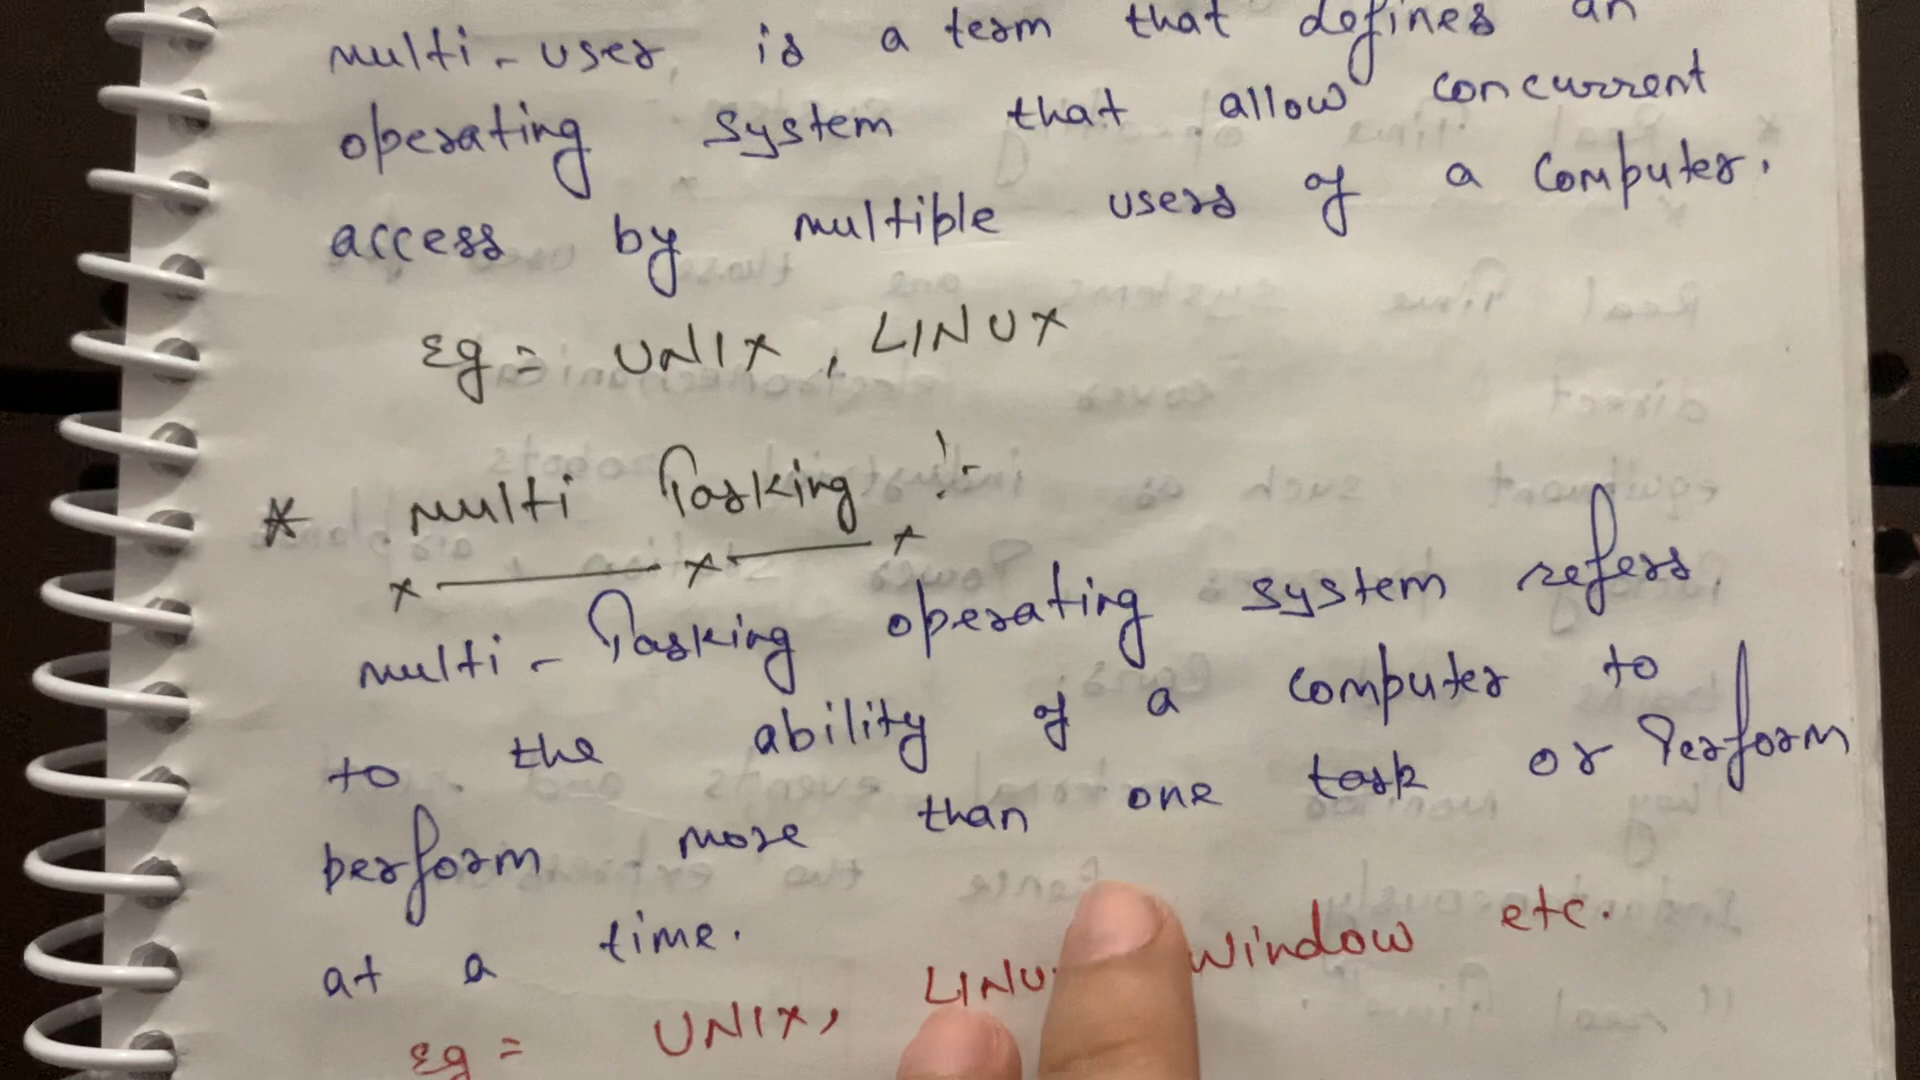 multi-user is a term that defines an
operating system that allow concurrent
access by multible users of a computer.
Eg = UNIX, LINUX
* multi Tasking :-
multi-Tasking operating system refers
to the ability of a computer to
perform more than one task or Perform
at a time.
Eg = UNIX, LINU window etc.